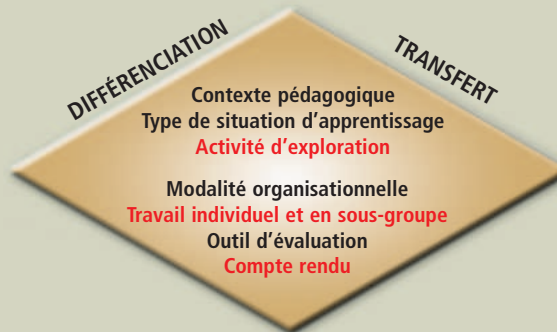 DIFFÉRENCIATION
TRANSFERT
Contexte pédagogique
Type de situation d’apprentissage
Activité d’exploration
Modalité organisationnelle
Travail individuel et en sous-groupe
Outil d’évaluation
Compte rendu